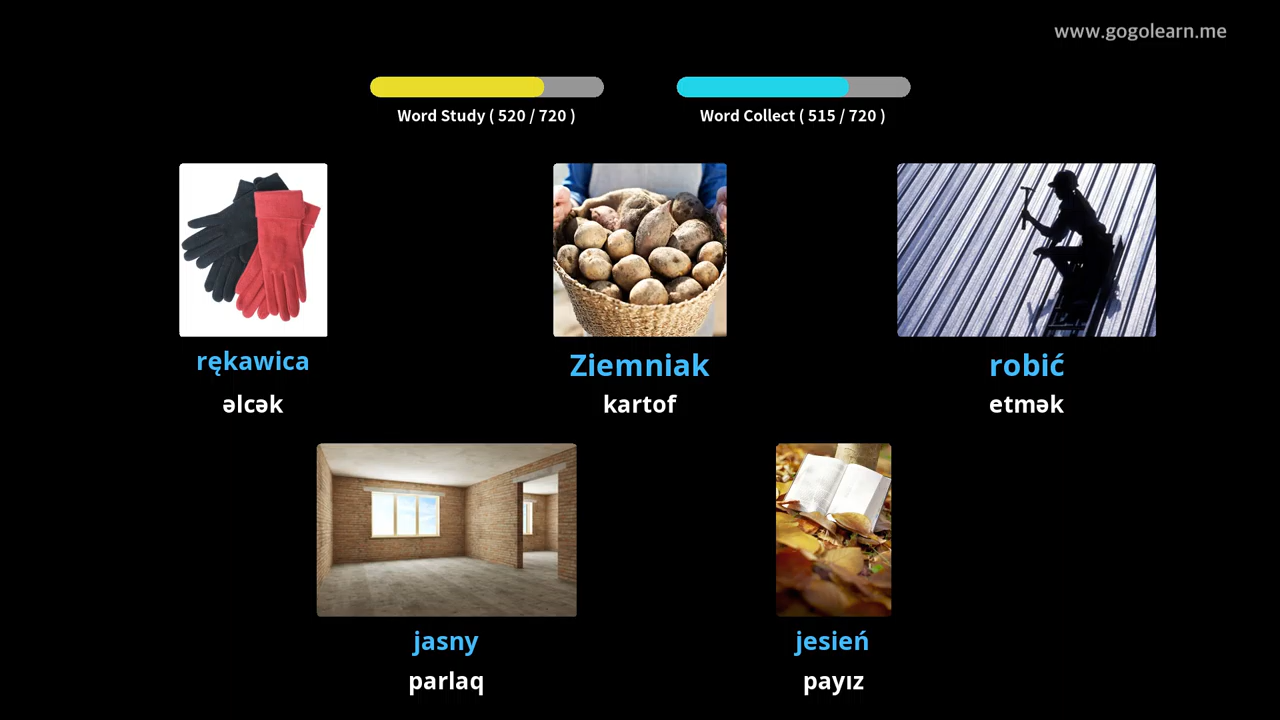 www.gogolearn.me
Word Study ( 520 / 720 )
Word Collect ( 515 / 720 )
rękawica
Ziemniak
robić
əlcək
kartof
etmək
jasny
jesień
parlaq
payız